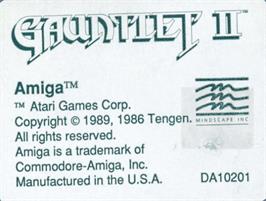 GAUNTLET II™
Amiga™
™ Atari Games Corp.
Copyright © 1989, 1986 Tengen.
All rights reserved.
Amiga is a trademark of
Commodore-Amiga, Inc.
Manufactured in the U.S.A.
MINDSCAPE INC
DA10201